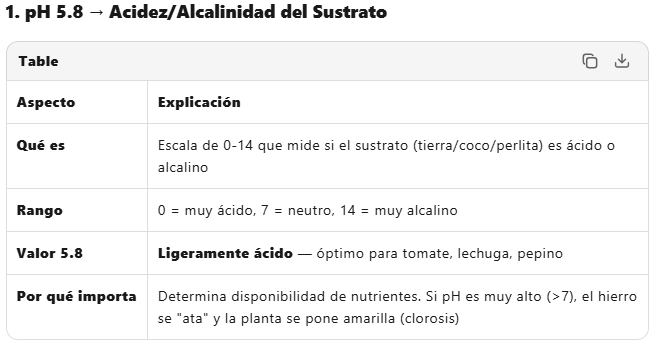 1. pH 5.8 → Acidez/Alcalinidad del Sustrato
Table
Aspecto Explicación
Qué es Escala de 0-14 que mide si el sustrato (tierra/coco/perlita) es ácido o
alcalino
Rango 0 = muy ácido, 7 = neutro, 14 = muy alcalino
Valor 5.8 Ligeramente ácido — óptimo para tomate, lechuga, pepino
Por qué importa Determina disponibilidad de nutrientes. Si pH es muy alto (>7), el hierro
se "ata" y la planta se pone amarilla (clorosis)